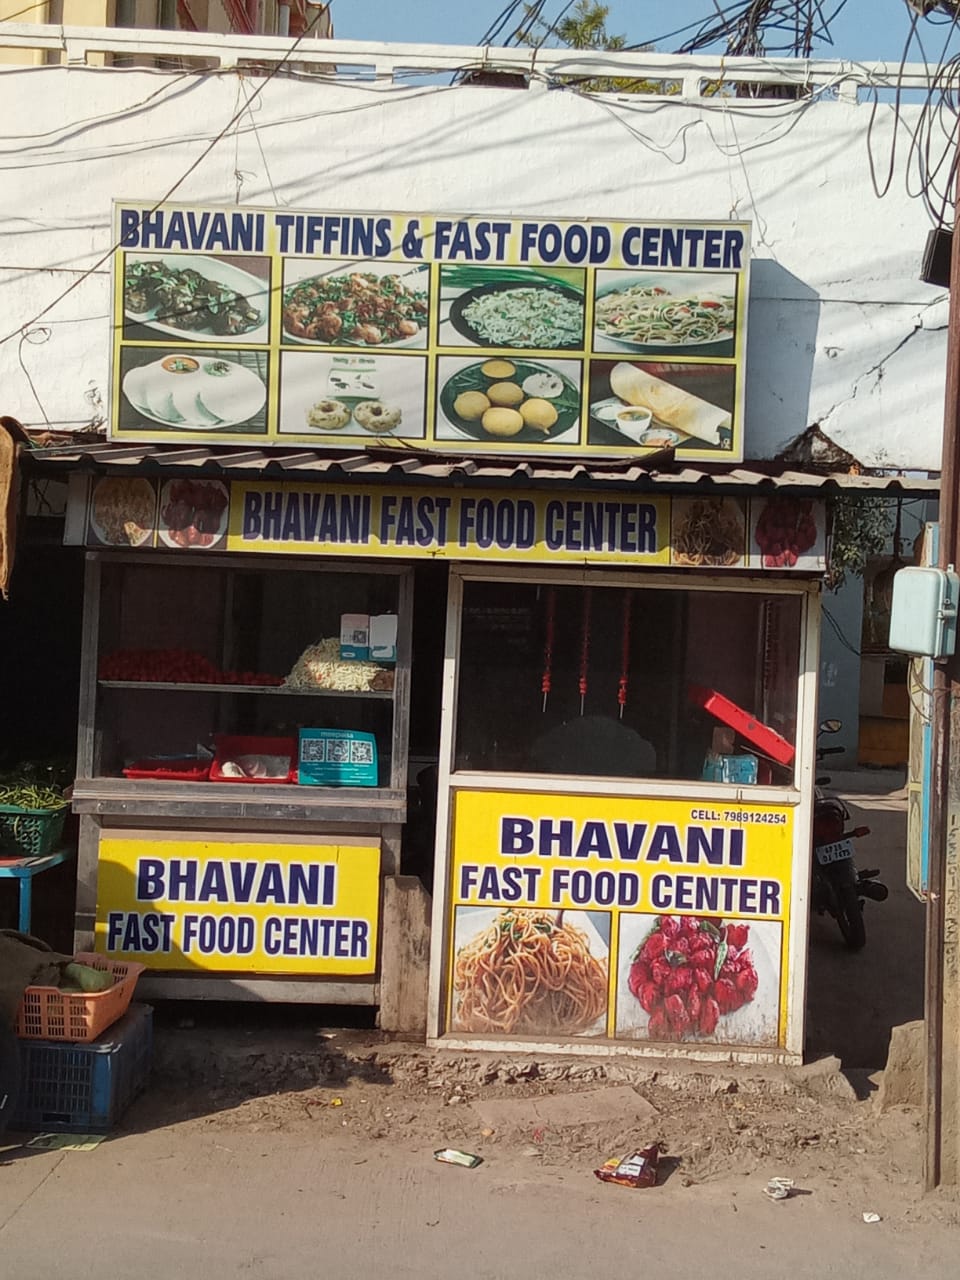 BHAVANI TIFFINS & FAST FOOD CENTER
BHAVANI FAST FOOD CENTER
meepaisa
CELL: 7989124254
BHAVANI
FAST FOOD CENTER
BHAVANI
FAST FOOD CENTER